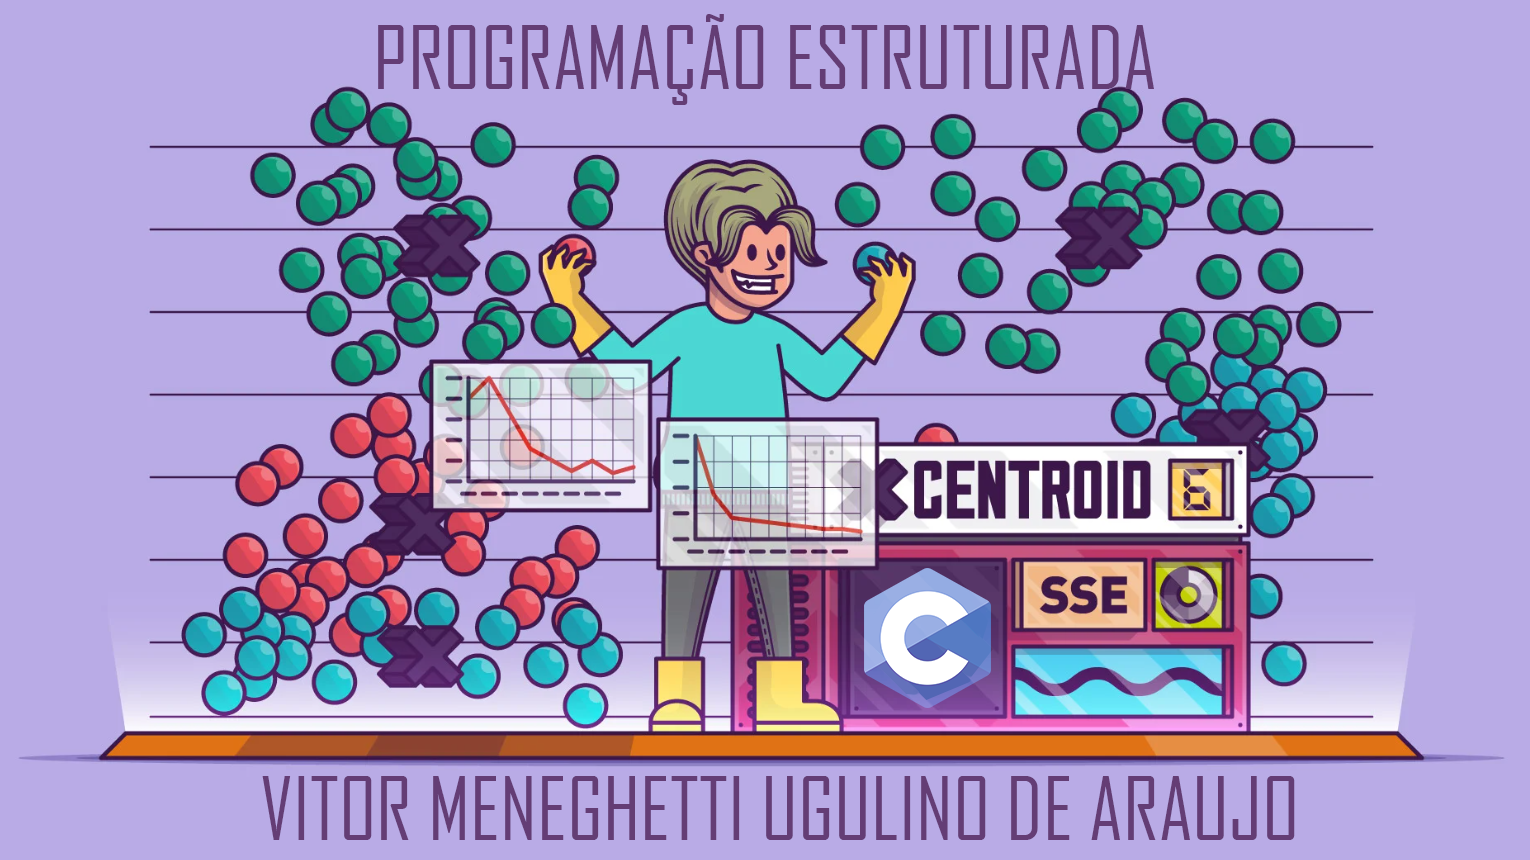 PROGRAMAÇÃO ESTRUTURADA
CENTROID 6
SSE
C
VITOR MENEGHETTI UGULINO DE ARAUJO